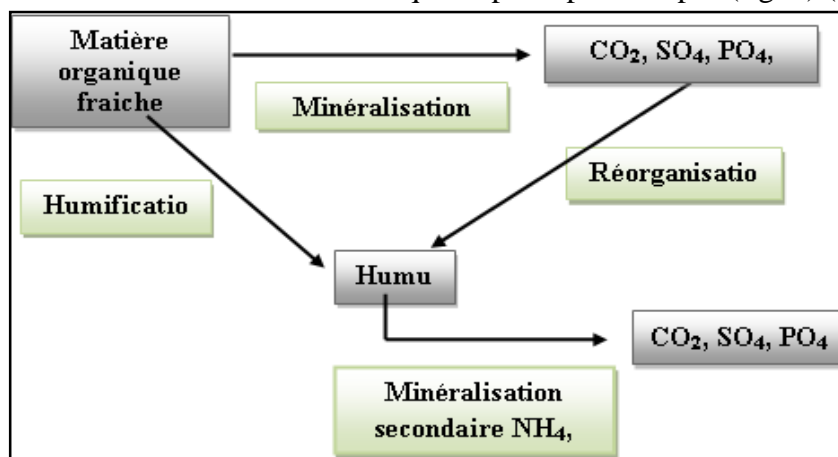 Matière
organique
fraiche
CO₂, SO₄, PO₄,
Minéralisation
Réorganisatio
Humificatio
Humu
CO₂, SO₄, PO₄
Minéralisation
secondaire NH₄,